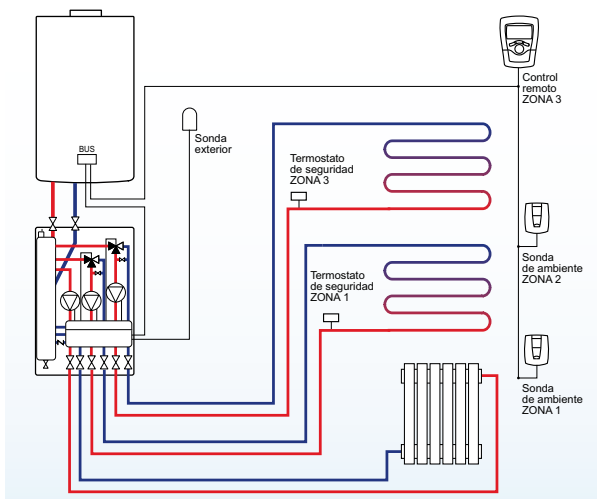 Control
remoto
ZONA 3
BUS
Sonda
exterior
Termostato
de seguridad
ZONA 3
Sonda
de ambiente
ZONA 2
Termostato
de seguridad
ZONA 1
Sonda
de ambiente
ZONA 1